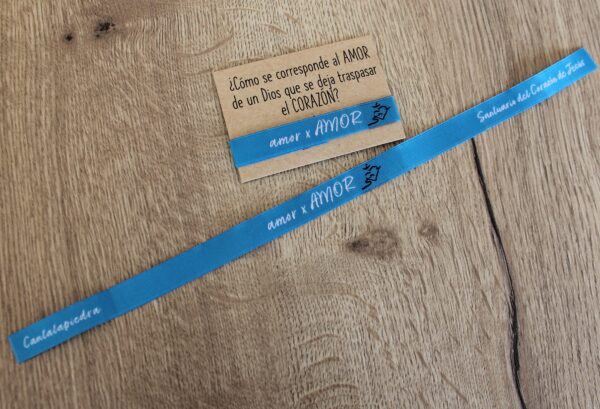 ¿Cómo se corresponde al AMOR
de un Dios que se deja traspasar
el CORAZÓN?
amor x AMOR
Cantalapiedra
amor x AMOR
Santuario del Corazón de Jesús